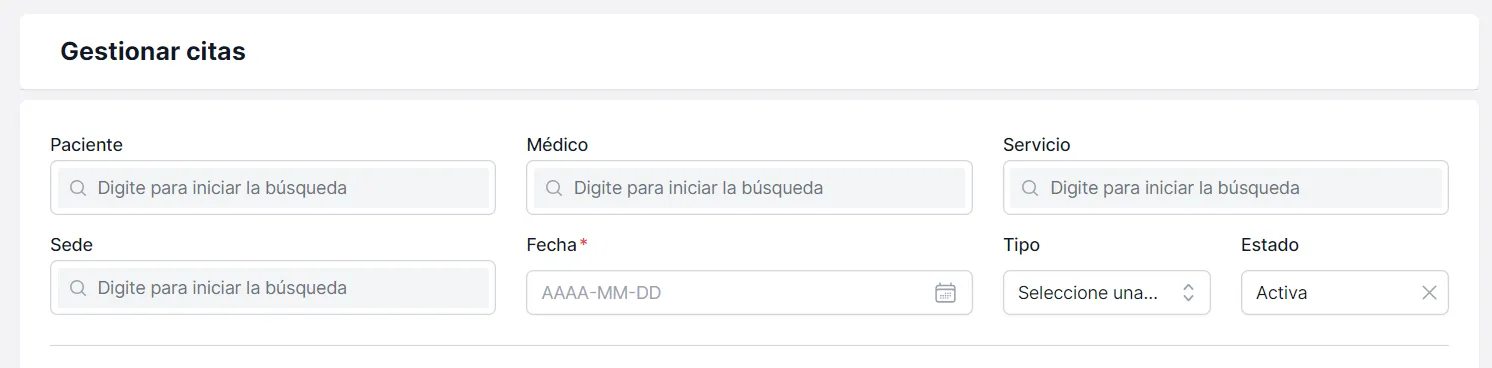 Gestionar citas
Paciente
Médico
Servicio
Digite para iniciar la búsqueda
Digite para iniciar la búsqueda
Digite para iniciar la búsqueda
Sede
Fecha*
Tipo
Estado
Digite para iniciar la búsqueda
AAAA-MM-DD
Seleccione una...
Activa